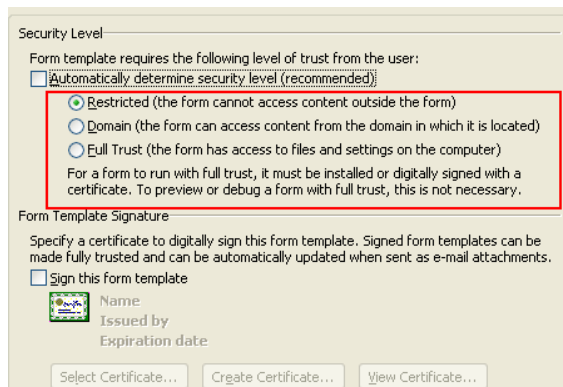 Security Level
Form template requires the following level of trust from the user:
Automatically determine security level (recommended)
Restricted (the form cannot access content outside the form)
Domain (the form can access content from the domain in which it is located)
Full Trust (the form has access to files and settings on the computer)
For a form to run with full trust, it must be installed or digitally signed with a
certificate. To preview or debug a form with full trust, this is not necessary.
Form Template Signature
Specify a certificate to digitally sign this form template. Signed form templates can be
made fully trusted and can be automatically updated when sent as e-mail attachments.
Sign this form template
Name
Issued by
Expiration date
Select Certificate... Create Certificate... View Certificate...